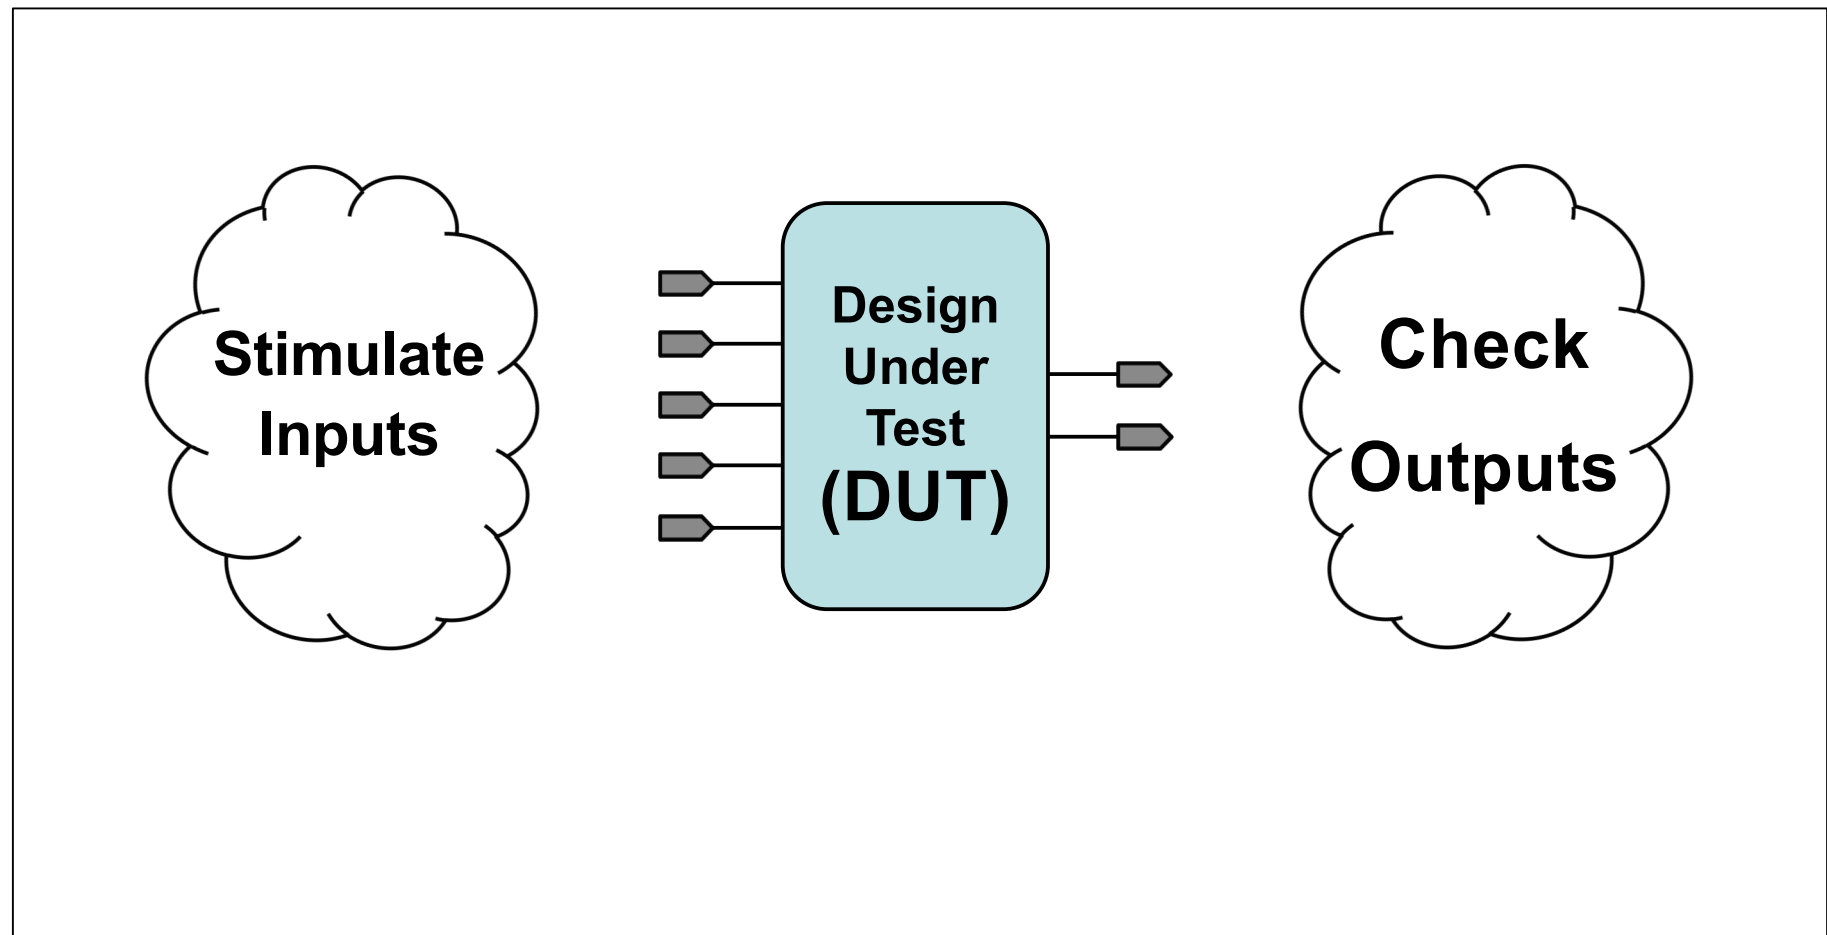 Stimulate
Inputs
Design
Under
Test
(DUT)
Check
Outputs